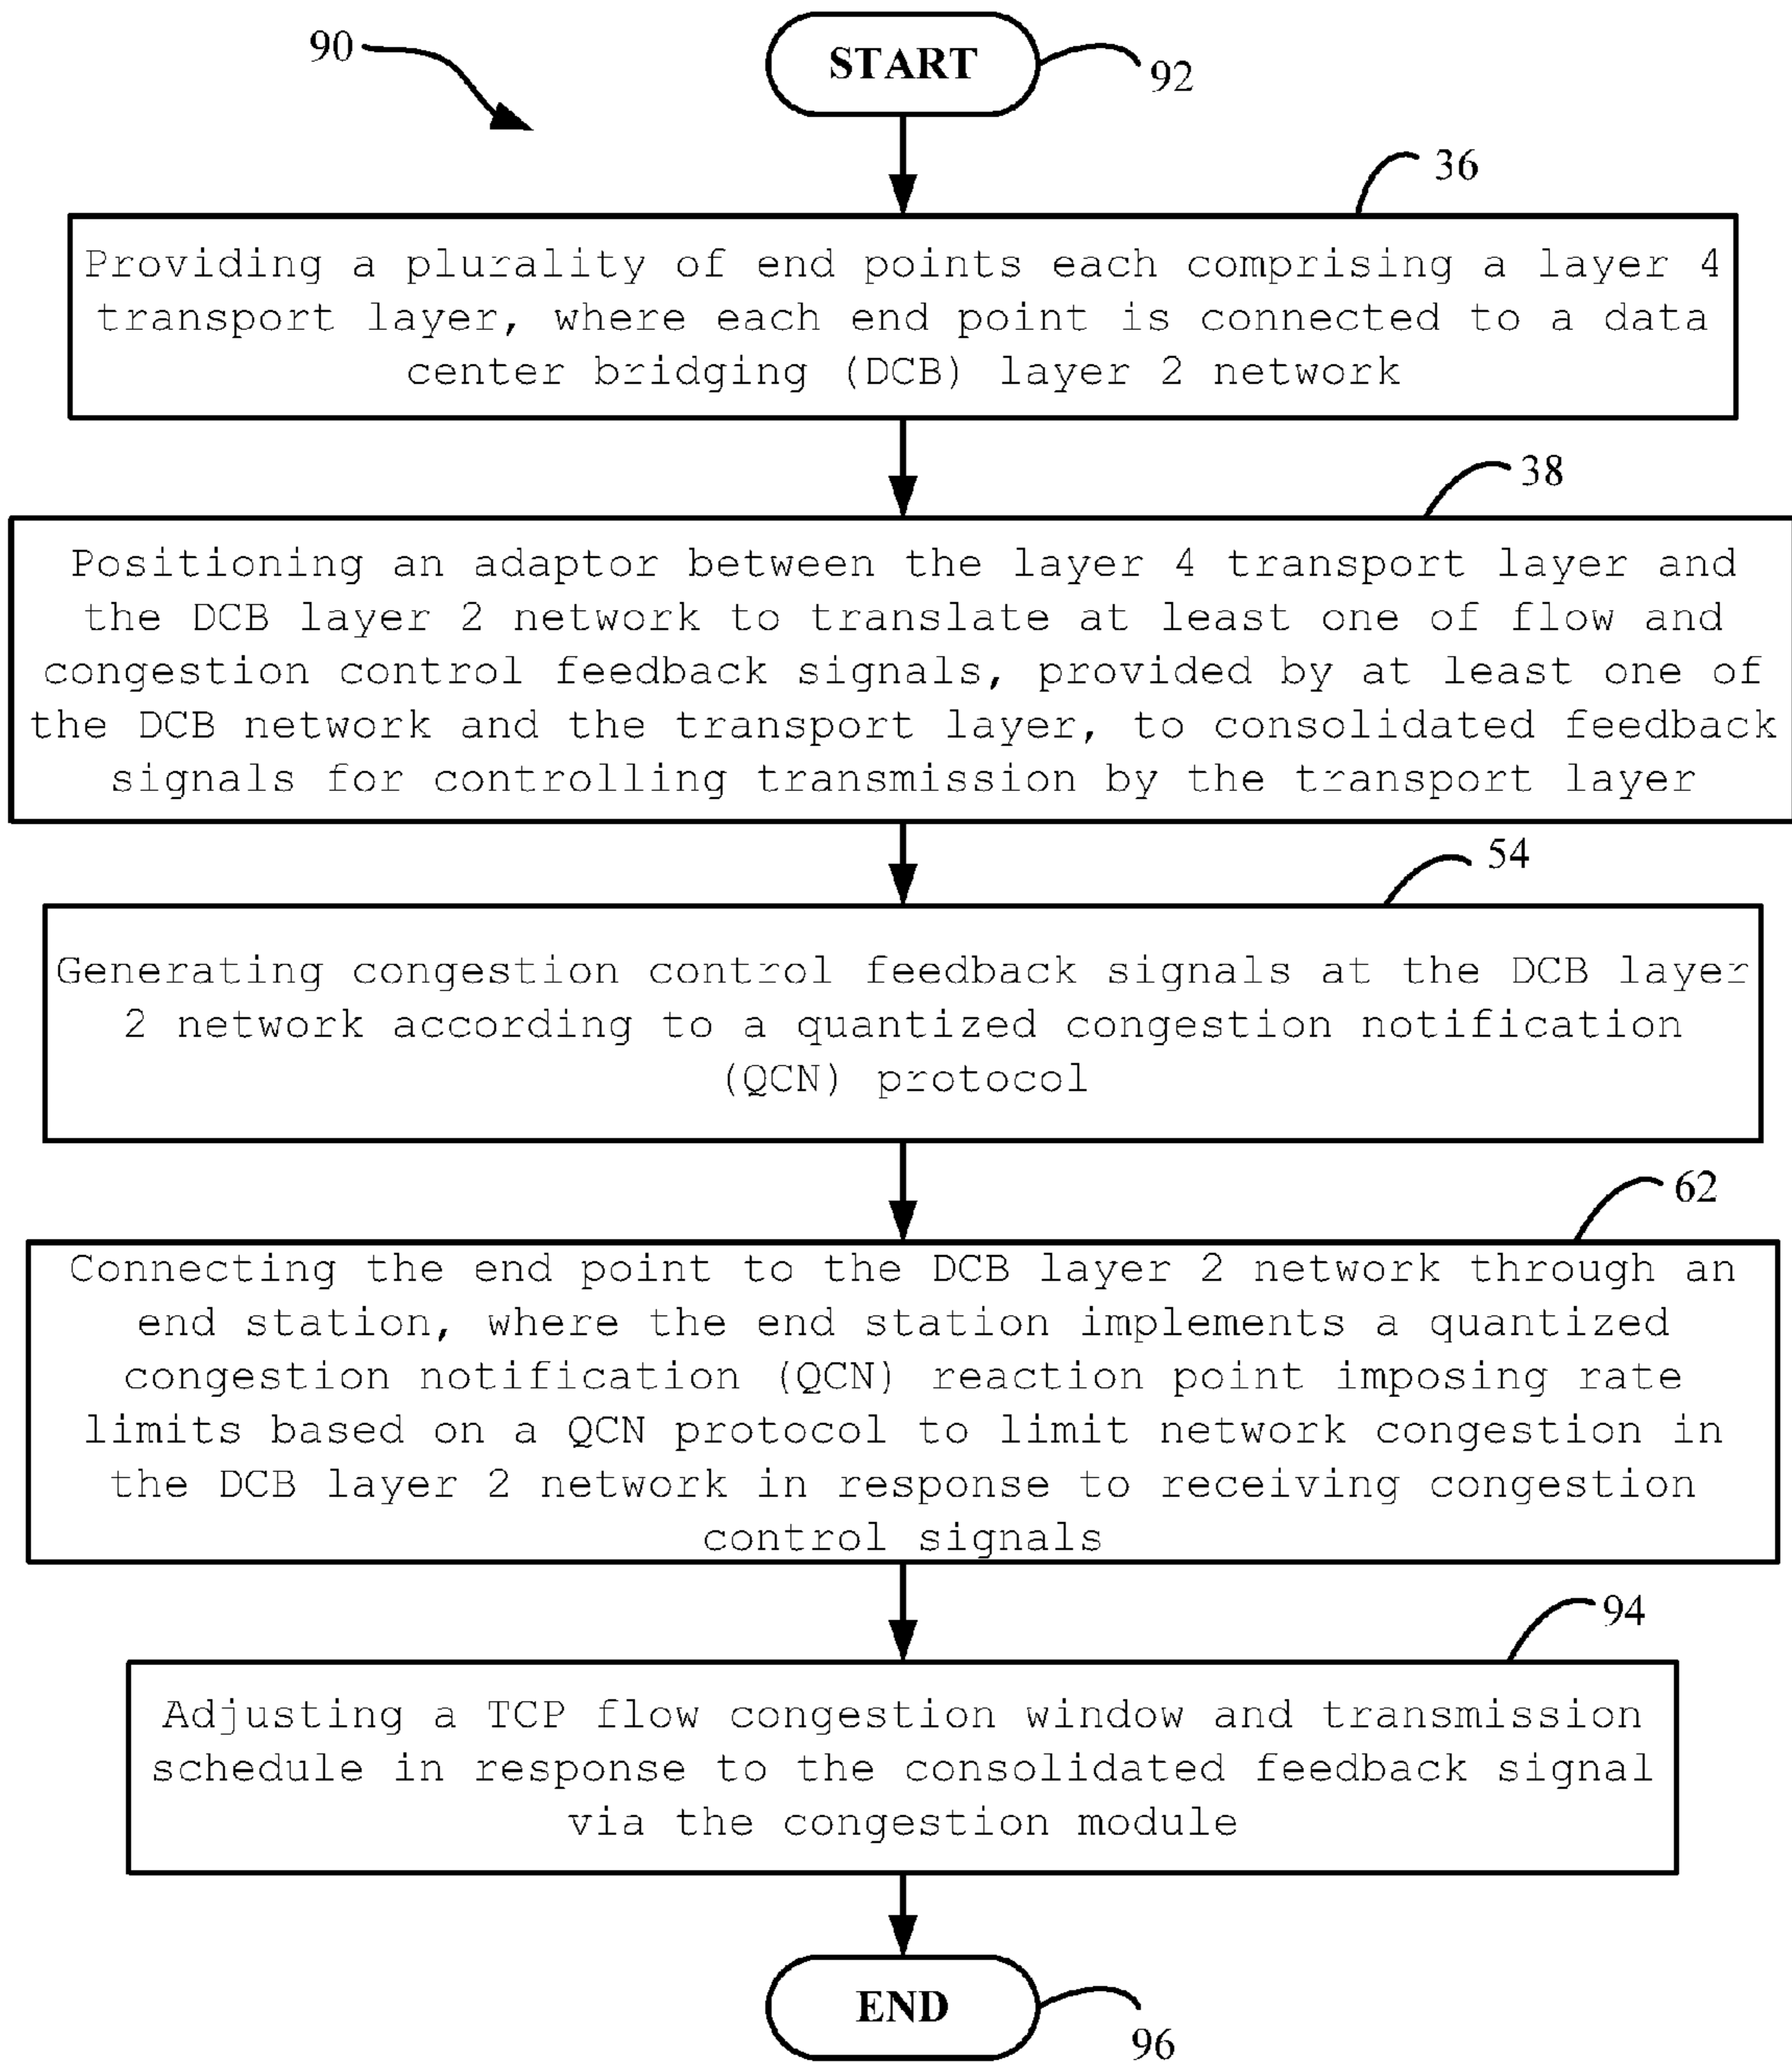 90
START
92
36
Providing a plurality of end points each comprising a layer 4
transport layer, where each end point is connected to a data
center bridging (DCB) layer 2 network
38
Positioning an adaptor between the layer 4 transport layer and
the DCB layer 2 network to translate at least one of flow and
congestion control feedback signals, provided by at least one of
the DCB network and the transport layer, to consolidated feedback
signals for controlling transmission by the transport layer
54
Generating congestion control feedback signals at the DCB layer
2 network according to a quantized congestion notification
(QCN) protocol
62
Connecting the end point to the DCB layer 2 network through an
end station, where the end station implements a quantized
congestion notification (QCN) reaction point imposing rate
limits based on a QCN protocol to limit network congestion in
the DCB layer 2 network in response to receiving congestion
control signals
94
Adjusting a TCP flow congestion window and transmission
schedule in response to the consolidated feedback signal
via the congestion module
END
96